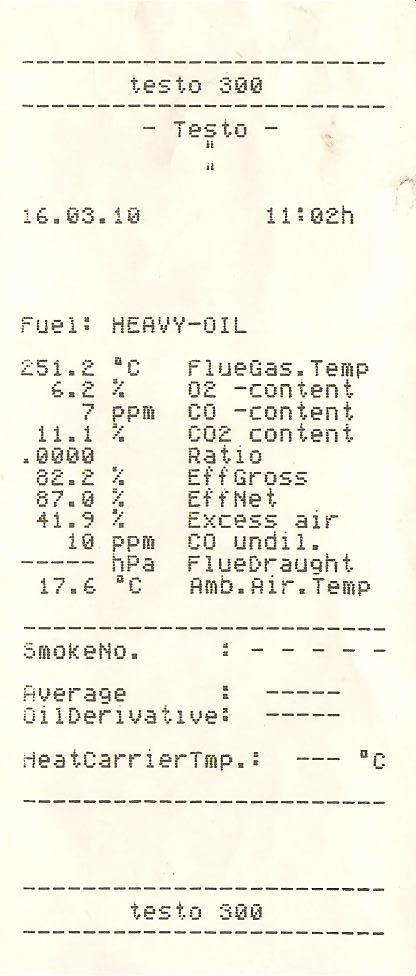 testo 300
- Testo -
"
"
16.03.10 11:02h
Fuel: HEAVY-OIL
251.2 °C FlueGas.Temp
6.2 % O2 -content
7 ppm CO -content
11.1 % CO2 content
.0000 Ratio
82.2 % EffGross
87.0 % EffNet
41.9 % Excess air
10 ppm CO undil.
----- hPa FlueDraught
17.6 °C Amb.Air.Temp
SmokeNo. : - - - - -
Average : -----
OilDerivative: -----
HeatCarrierTmp.: --- °C
testo 300